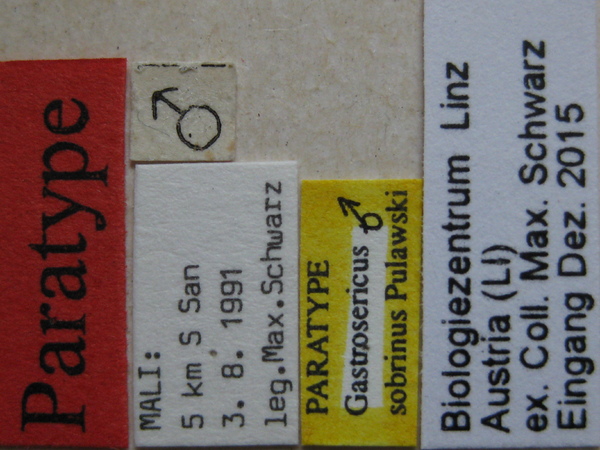 Paratype
♂
MALI:
5 km S San
3. 8. 1991
leg.Max.Schwarz
PARATYPE ♂
Gastrosericus
sobrinus Pulawski
Biologiezentrum Linz
Austria (LI)
ex. Coll. Max. Schwarz
Eingang Dez. 2015